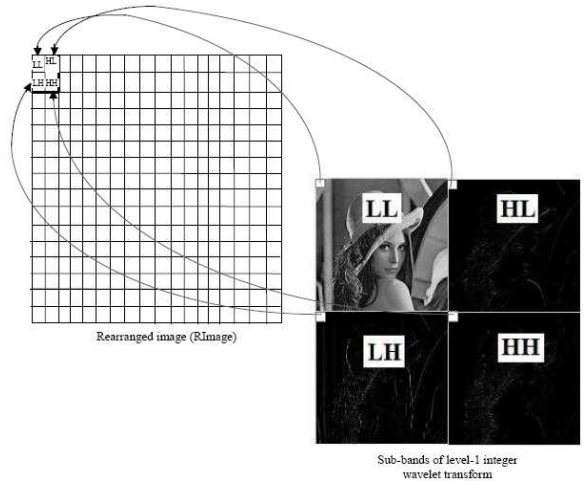 LL HL
LH HH
Rearranged image (RImage)
LL HL
LH HH
Sub-bands of level-1 integer
wavelet transform